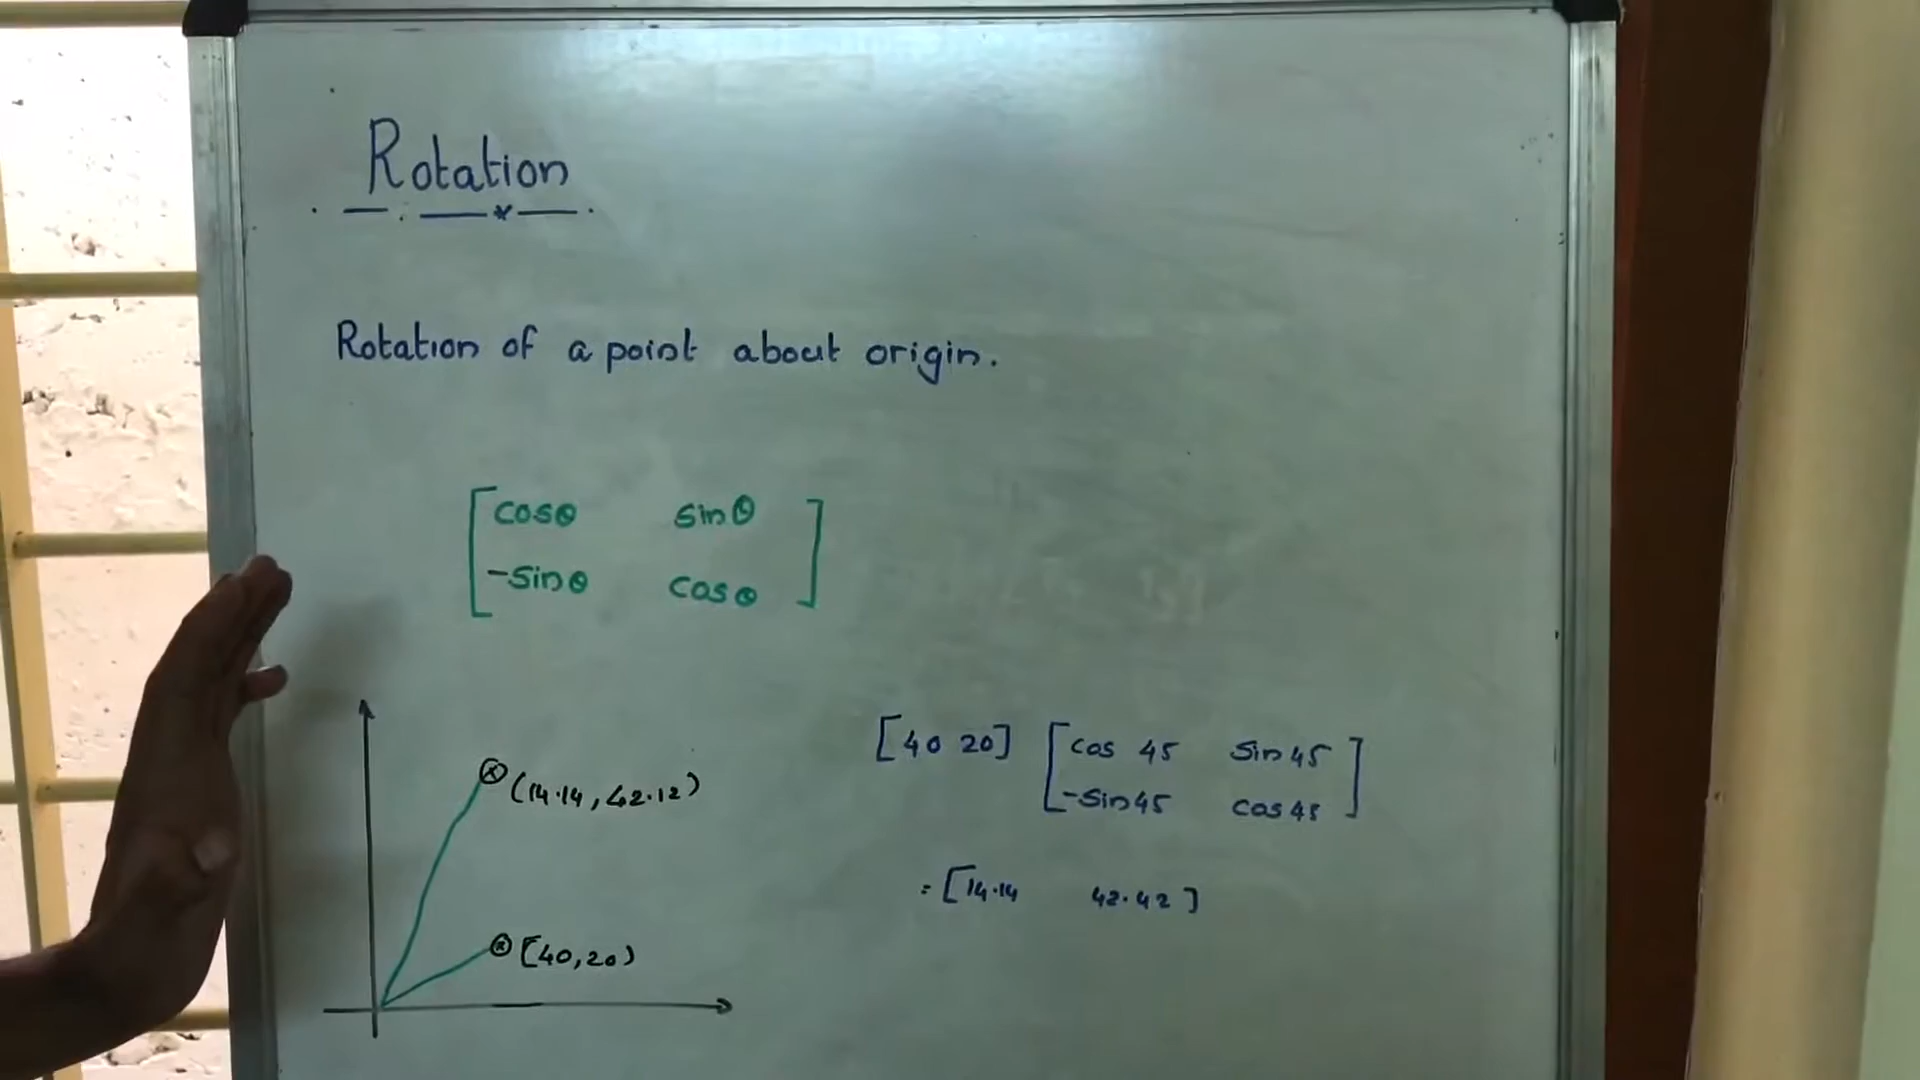 Rotation
Rotation of a point about origin.
[cosθ sinθ
-sinθ cosθ]
(14.14, 42.12)
[40,20)
[40 20] [cos 45 sin 45
-sin45 cos 45]
= [14.14 42.42]